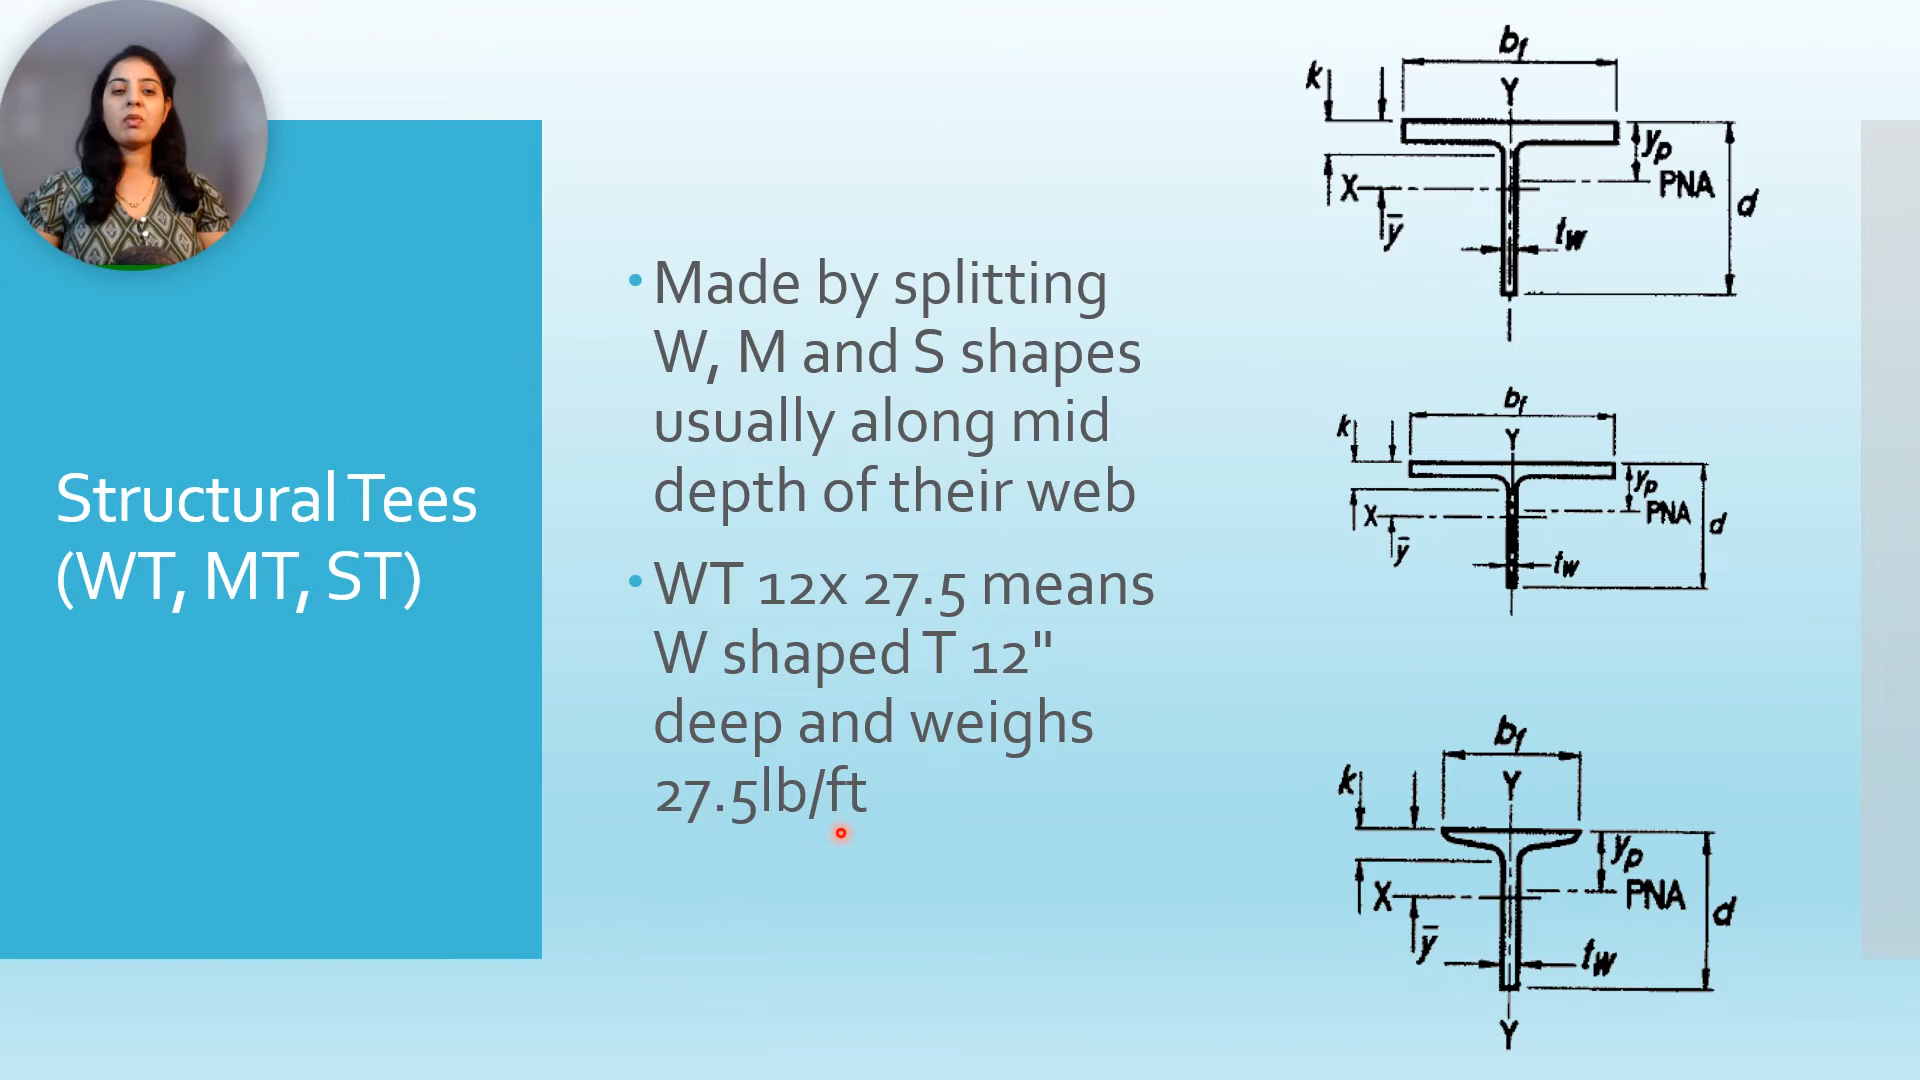 Structural Tees
(WT, MT, ST)
Made by splitting
W, M and S shapes
usually along mid
depth of their web
WT 12x 27.5 means
W shaped T 12"
deep and weighs
27.5lb/ft
bf
k
Y
yp
X
PNA
d
ȳ
tw
bf
k
Y
yp
X
PNA
d
ȳ
tw
bf
k
Y
yp
X
PNA
d
ȳ
tw
Y